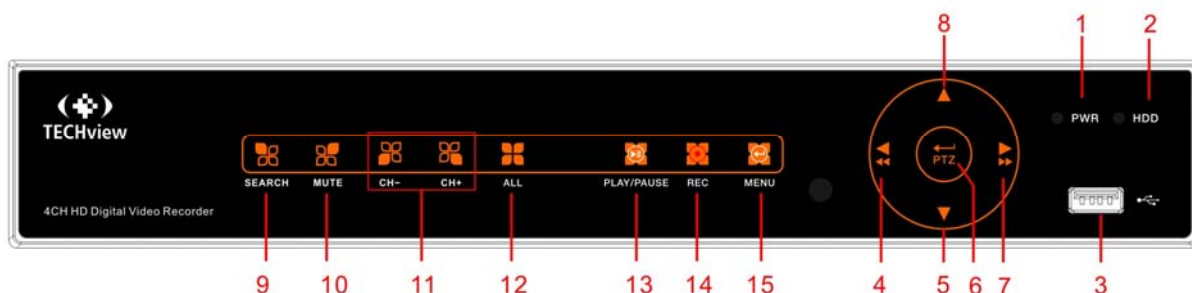 8 1 2
TECHview
PWR HDD
PTZ
SEARCH MUTE CH− CH+ ALL PLAY/PAUSE REC MENU
4CH HD Digital Video Recorder
9 10 11 12 13 14 15 4 5 6 7 3